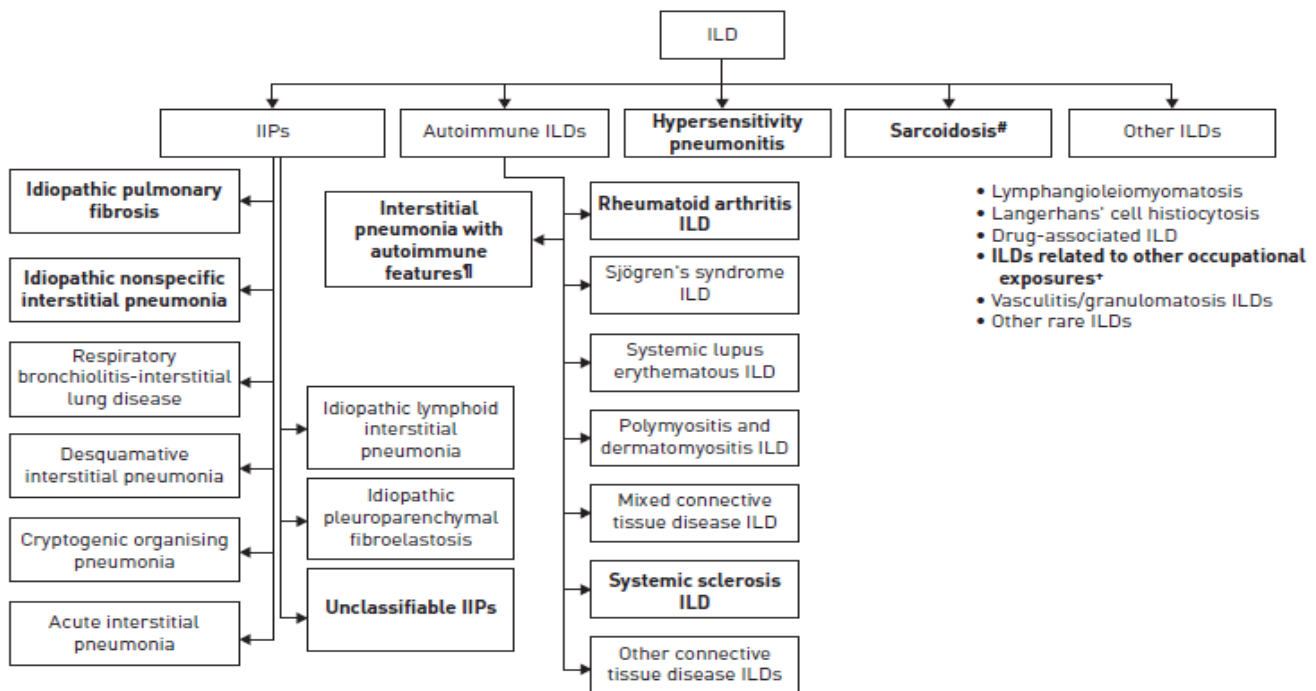 ILD
IIPs
Autoimmune ILDs
Hypersensitivity
pneumonitis
Sarcoidosis#
Other ILDs
Idiopathic pulmonary
fibrosis
Idiopathic nonspecific
interstitial pneumonia
Respiratory
bronchiolitis-interstitial
lung disease
Desquamative
interstitial pneumonia
Cryptogenic organising
pneumonia
Acute interstitial
pneumonia
Idiopathic lymphoid
interstitial
pneumonia
Idiopathic
pleuroparenchymal
fibroelastosis
Unclassifiable IIPs
Interstitial
pneumonia with
autoimmune
features¶
Rheumatoid arthritis
ILD
Sjögren's syndrome
ILD
Systemic lupus
erythematous ILD
Polymyositis and
dermatomyositis ILD
Mixed connective
tissue disease ILD
Systemic sclerosis
ILD
Other connective
tissue disease ILDs
• Lymphangioleiomyomatosis
• Langerhans' cell histiocytosis
• Drug-associated ILD
• ILDs related to other occupational
exposures+
• Vasculitis/granulomatosis ILDs
• Other rare ILDs